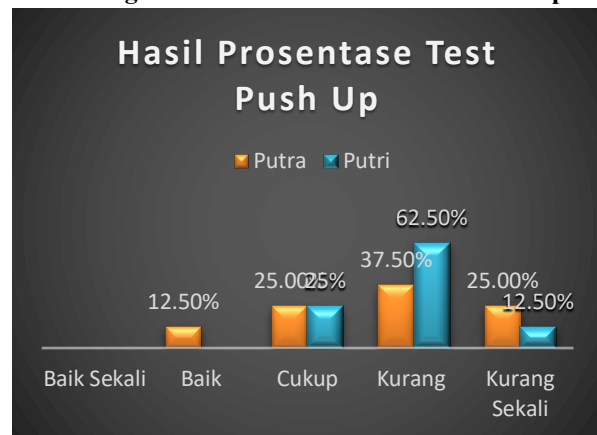 Hasil Prosentase Test
Push Up
Putra Putri
12.50%
25.00% 25%
37.50%
62.50%
25.00%
12.50%
Baik Sekali Baik Cukup Kurang Kurang
Sekali